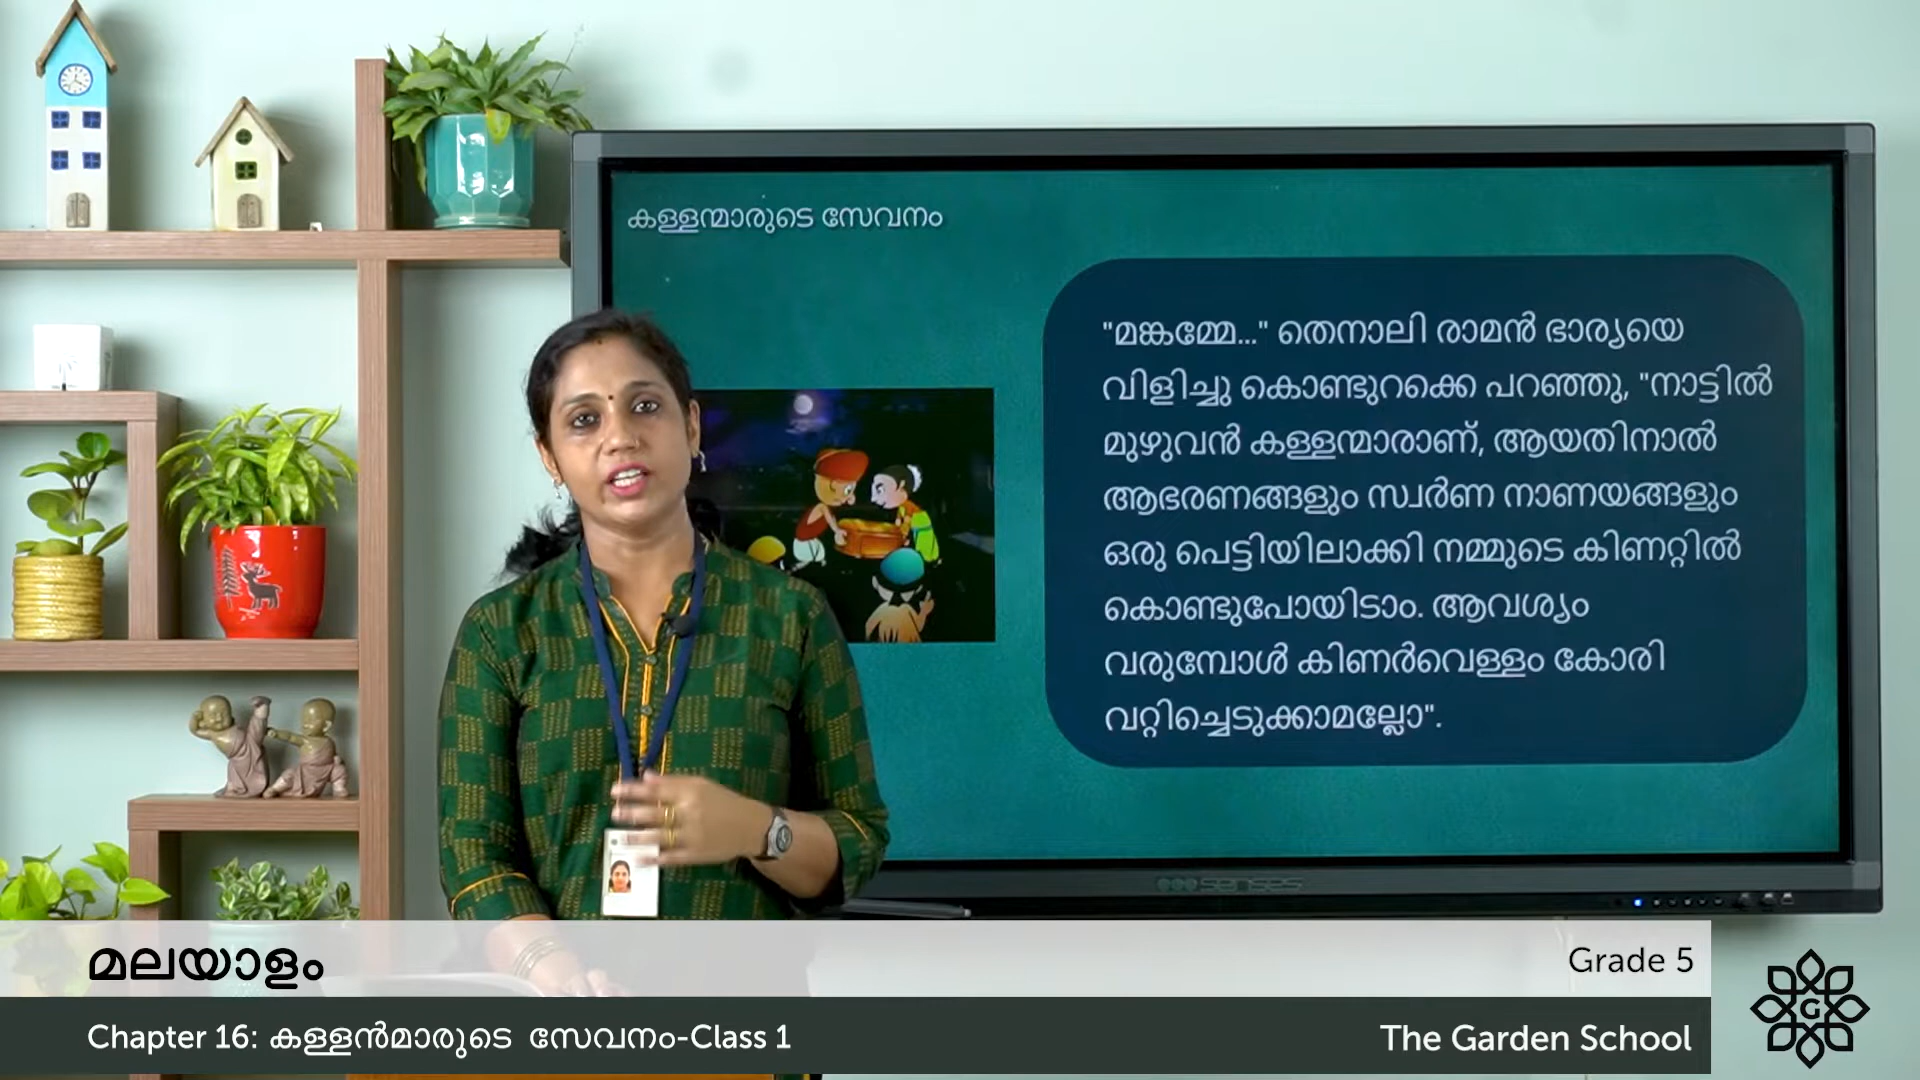 കള്ളന്മാരുടെ സേവനം
"മങ്കമ്മേ..." തെനാലി രാമൻ ഭാര്യയെ
വിളിച്ചു കൊണ്ടുറക്കെ പറഞ്ഞു, "നാട്ടിൽ
മുഴുവൻ കള്ളന്മാരാണ്, ആയതിനാൽ
ആഭരണങ്ങളും സ്വർണ നാണയങ്ങളും
ഒരു പെട്ടിയിലാക്കി നമ്മുടെ കിണറ്റിൽ
കൊണ്ടുപോയിടാം. ആവശ്യം
വരുമ്പോൾ കിണർവെള്ളം കോരി
വറ്റിച്ചെടുക്കാമല്ലോ".
senses
മലയാളം
Grade 5
Chapter 16: കള്ളൻമാരുടെ സേവനം-Class 1
The Garden School
G